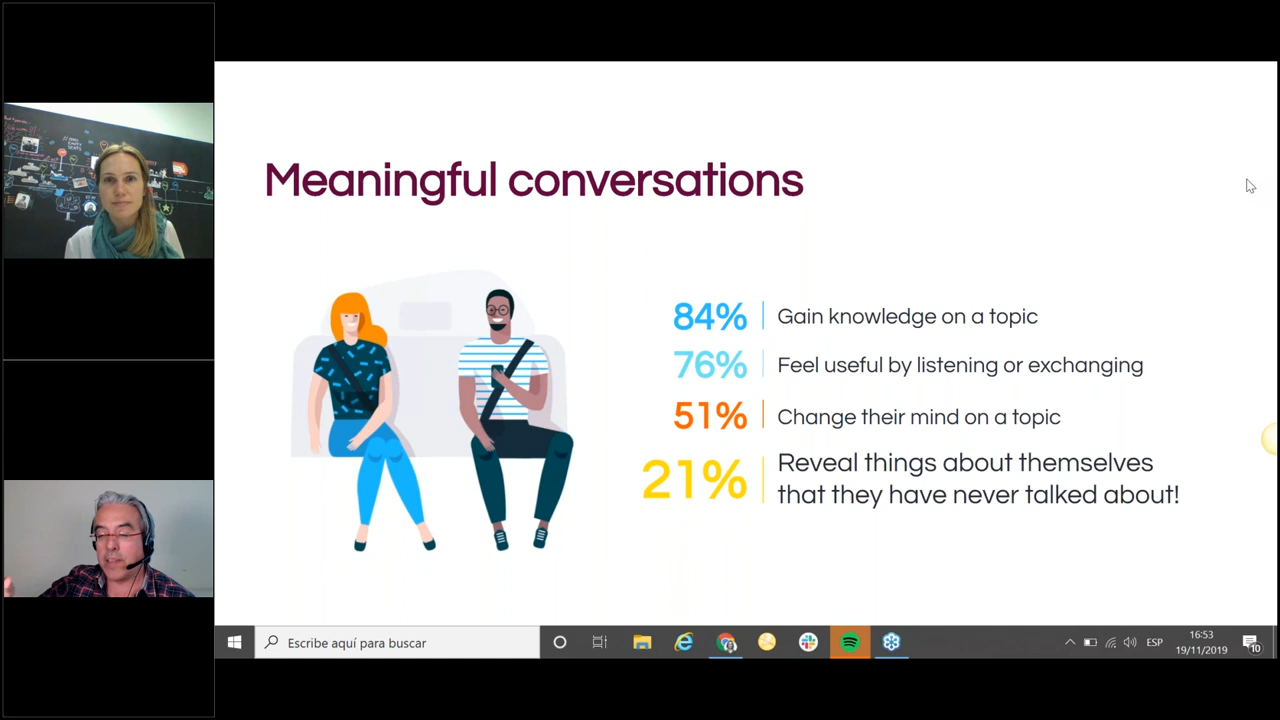 Meaningful conversations
84% Gain knowledge on a topic
76% Feel useful by listening or exchanging
51% Change their mind on a topic
21% Reveal things about themselves
that they have never talked about!
Escribe aquí para buscar
ESP
16:53
19/11/2019
10